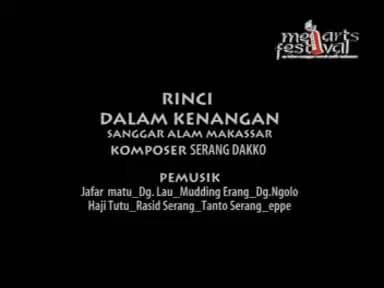 me arts
festival
RINCI
DALAM KENANGAN
SANGGAR ALAM MAKASSAR
KOMPOSER SERANG DAKKO
PEMUSIK
Jafar matu_Dg. Lau_Mudding Erang_Dg.Ngolo
Haji Tutu_Rasid Serang_Tanto Serang_eppe